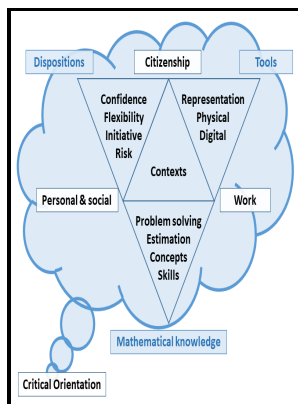 Dispositions
Citizenship
Tools
Confidence
Flexibility
Initiative
Risk
Representation
Physical
Digital
Contexts
Personal & social
Work
Problem solving
Estimation
Concepts
Skills
Mathematical knowledge
Critical Orientation